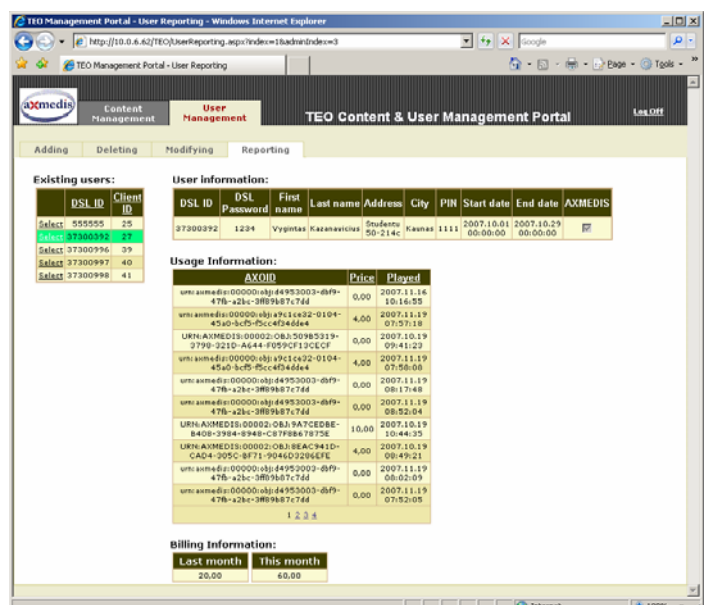 TEO Management Portal - User Reporting - Windows Internet Explorer
http://10.0.6.62/TEO/UserReporting.aspx?index=1&adminIndex=3
Google
TEO Management Portal - User Reporting
Page
Tools
axmedis
Content Management
User Management
TEO Content & User Management Portal
Log Off
Adding Deleting Modifying Reporting
Existing users:
DSL ID Client ID
Select 555555 25
Select 37300392 27
Select 37300996 39
Select 37300997 40
Select 37300998 41
User information:
DSL ID DSL Password First name Last name Address City PIN Start date End date AXMEDIS
37300392 1234 Vygintas Kazanavicius Studentu 50-214c Kaunas 1111 2007.10.01 00:00:00 2007.10.29 00:00:00
Usage Information:
AXOID Price Played
urn:axmedis:00000:obj:d4953003-dbf9- 0,00 2007.11.16
47fb-a2bc-3ff89b87c7dd 10:16:55
urn:axmedis:00000:obj:a9c1ce32-0104- 4,00 2007.11.19
45a0-bcf5-f5cc4f34dde4 07:57:18
URN:AXMEDIS:00002:OBJ:509B5319- 0,00 2007.10.19
3798-321D-A644-F059CF13CECF 09:41:23
urn:axmedis:00000:obj:a9c1ce32-0104- 4,00 2007.11.19
45a0-bcf5-f5cc4f34dde4 07:58:08
urn:axmedis:00000:obj:d4953003-dbf9- 0,00 2007.11.19
47fb-a2bc-3ff89b87c7dd 08:17:48
urn:axmedis:00000:obj:d4953003-dbf9- 0,00 2007.11.19
47fb-a2bc-3ff89b87c7dd 08:52:04
URN:AXMEDIS:00002:OBJ:9A7CEDBE- 10,00 2007.10.19
B408-3984-8948-C87F8B67875E 10:44:35
URN:AXMEDIS:00002:OBJ:8EAC941D- 4,00 2007.10.19
CAD4-305C-8F71-9046D3286EFE 08:49:21
urn:axmedis:00000:obj:d4953003-dbf9- 0,00 2007.11.19
47fb-a2bc-3ff89b87c7dd 08:02:09
urn:axmedis:00000:obj:d4953003-dbf9- 0,00 2007.11.19
47fb-a2bc-3ff89b87c7dd 07:52:05
1 2 3 4
Billing Information:
Last month This month
20,00 60,00